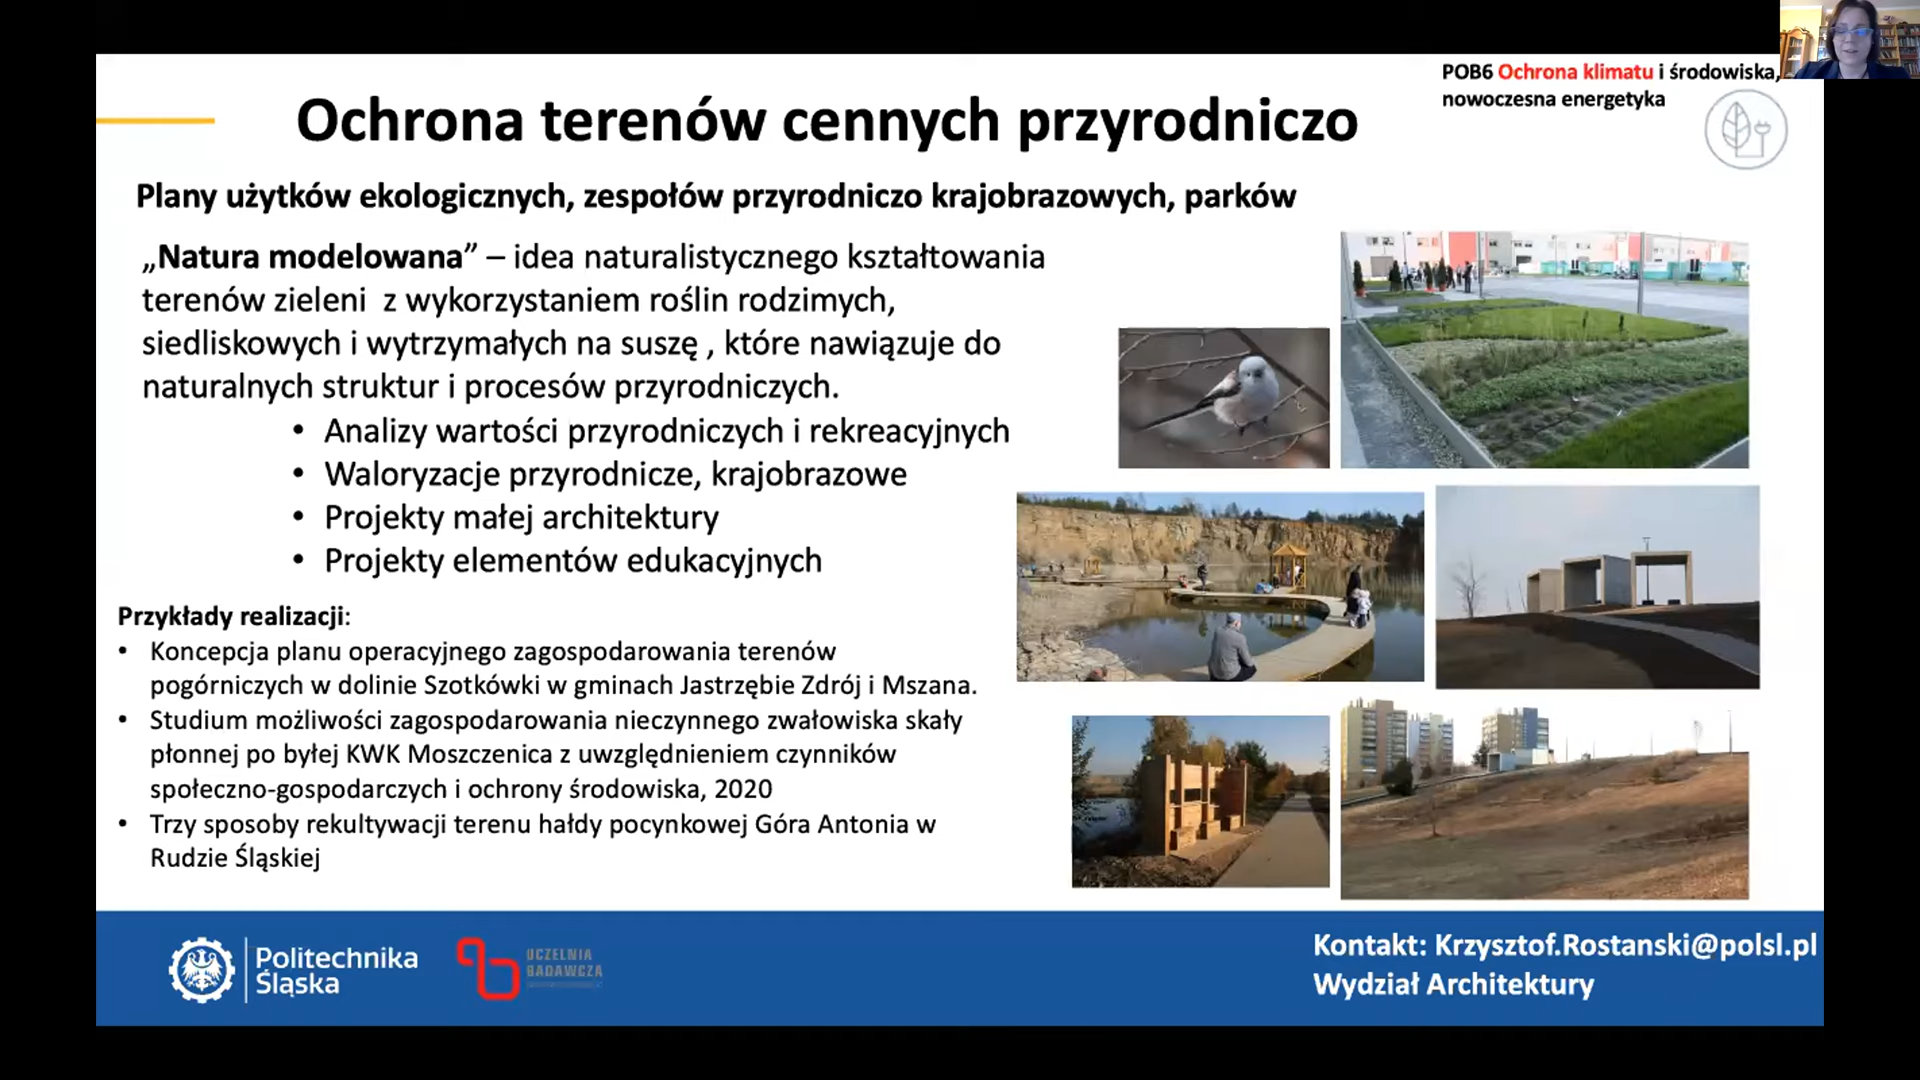 POB6 Ochrona klimatu i środowiska,
nowoczesna energetyka
Ochrona terenów cennych przyrodniczo
Plany użytków ekologicznych, zespołów przyrodniczo krajobrazowych, parków
„Natura modelowana” – idea naturalistycznego kształtowania
terenów zieleni z wykorzystaniem roślin rodzimych,
siedliskowych i wytrzymałych na suszę , które nawiązuje do
naturalnych struktur i procesów przyrodniczych.
• Analizy wartości przyrodniczych i rekreacyjnych
• Waloryzacje przyrodnicze, krajobrazowe
• Projekty małej architektury
• Projekty elementów edukacyjnych
Przykłady realizacji:
• Koncepcja planu operacyjnego zagospodarowania terenów
pogórniczych w dolinie Szotkówki w gminach Jastrzębie Zdrój i Mszana.
• Studium możliwości zagospodarowania nieczynnego zwałowiska skały
płonnej po byłej KWK Moszczenica z uwzględnieniem czynników
społeczno-gospodarczych i ochrony środowiska, 2020
• Trzy sposoby rekultywacji terenu hałdy pocynkowej Góra Antonia w
Rudzie Śląskiej
Politechnika
Śląska
UCZELNIA
BADAWCZA
Kontakt: Krzysztof.Rostanski@polsl.pl
Wydział Architektury